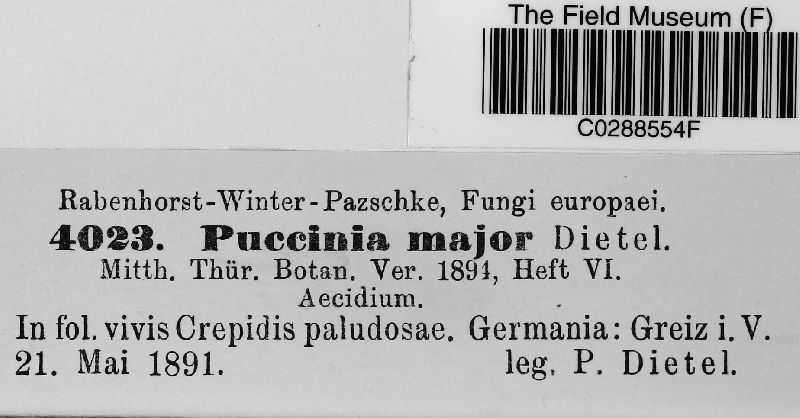 The Field Museum (F)
C0288554F
Rabenhorst-Winter-Pazschke, Fungi europaei.
4023. Puccinia major Dietel.
Mitth. Thür. Botan. Ver. 1894, Heft VI.
Aecidium.
In fol. vivis Crepidis paludosae. Germania: Greiz i. V.
21. Mai 1891.
leg. P. Dietel.